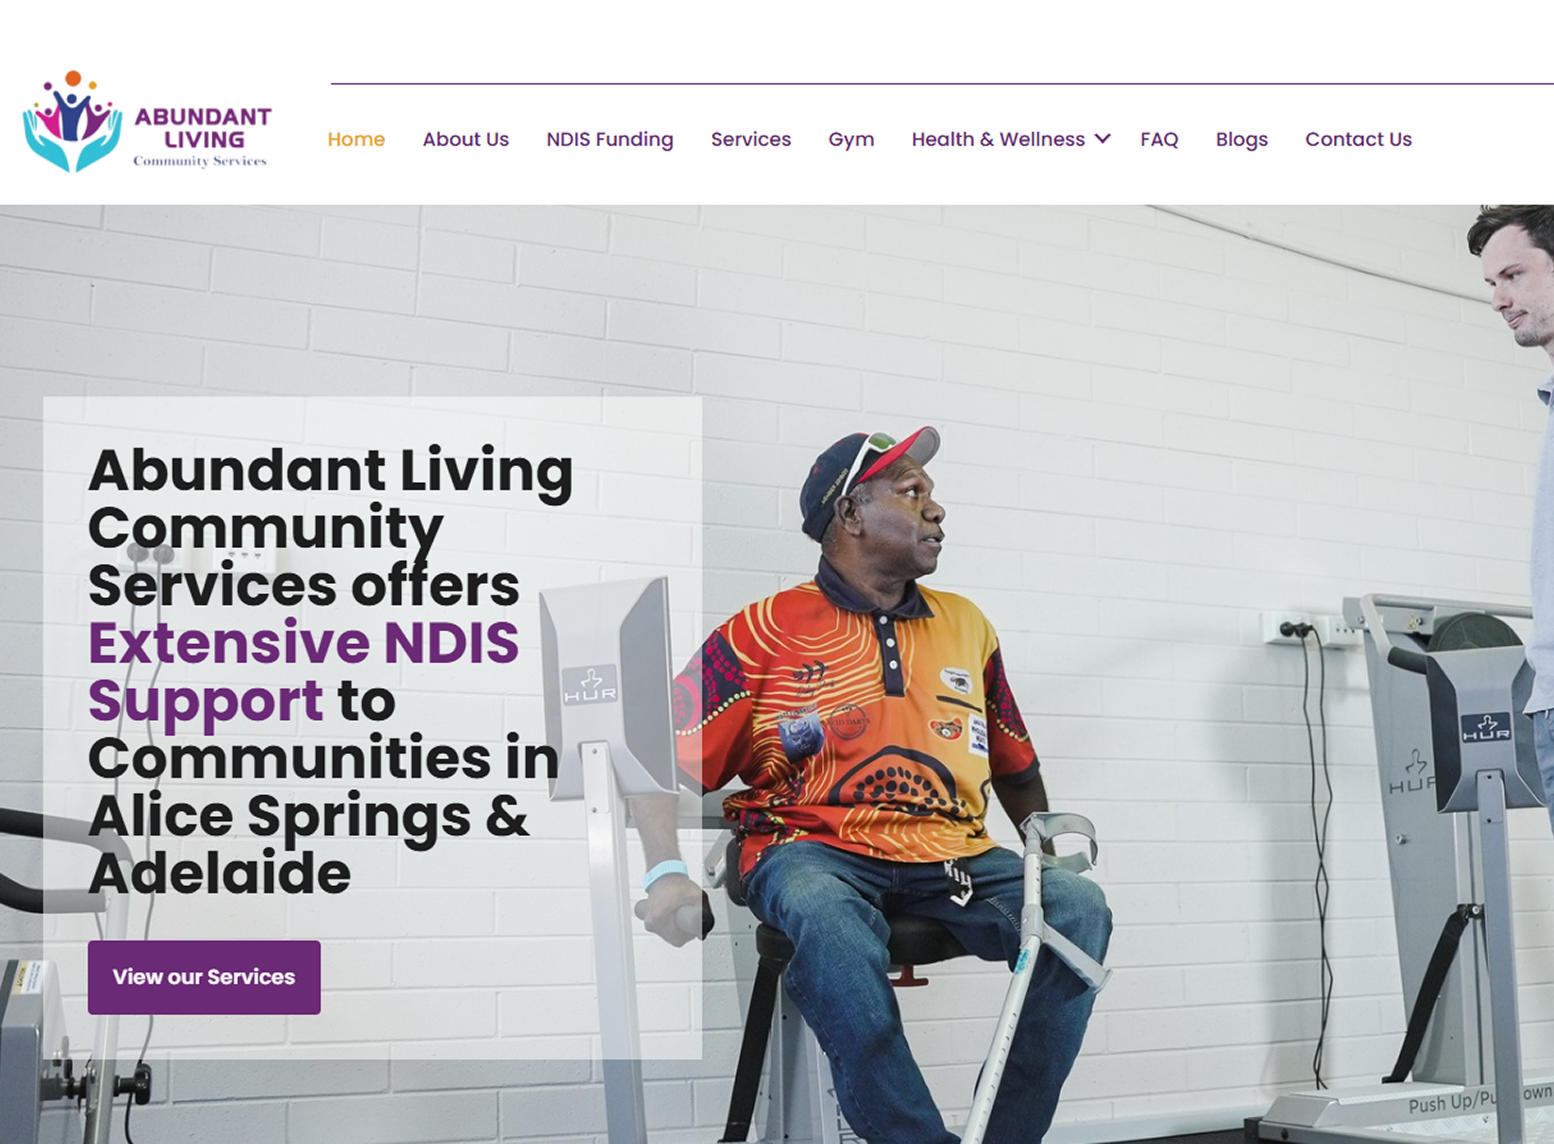 ABUNDANT
LIVING
Community Services
Home About Us NDIS Funding Services Gym Health & Wellness FAQ Blogs Contact Us
Abundant Living
Community
Services offers
Extensive NDIS
Support to
Communities in
Alice Springs &
Adelaide
View our Services
HUR
HUR
HUR
Push Up/Pu
own